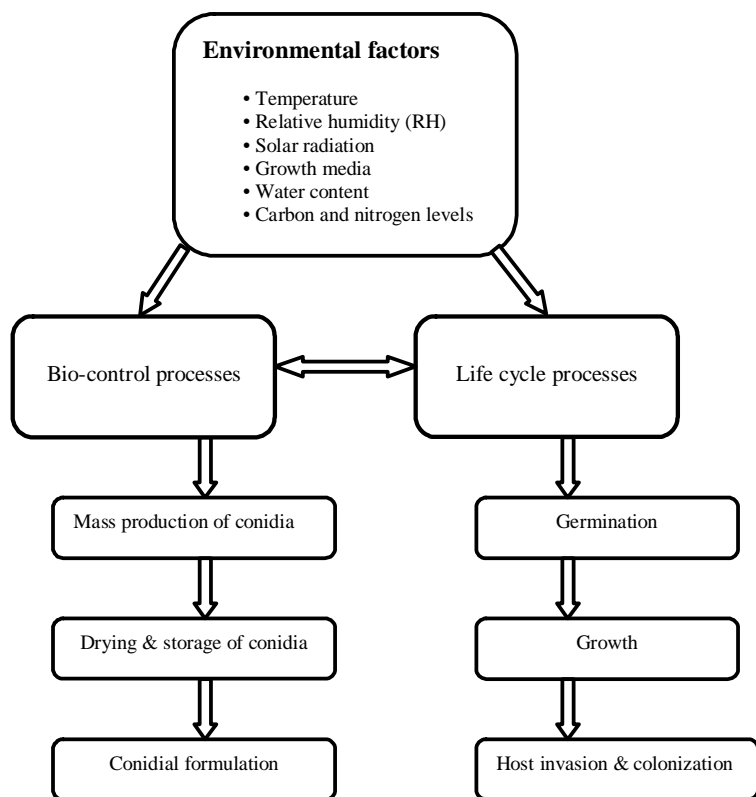 Environmental factors
• Temperature
• Relative humidity (RH)
• Solar radiation
• Growth media
• Water content
• Carbon and nitrogen levels
Bio-control processes
Life cycle processes
Mass production of conidia
Germination
Drying & storage of conidia
Growth
Conidial formulation
Host invasion & colonization